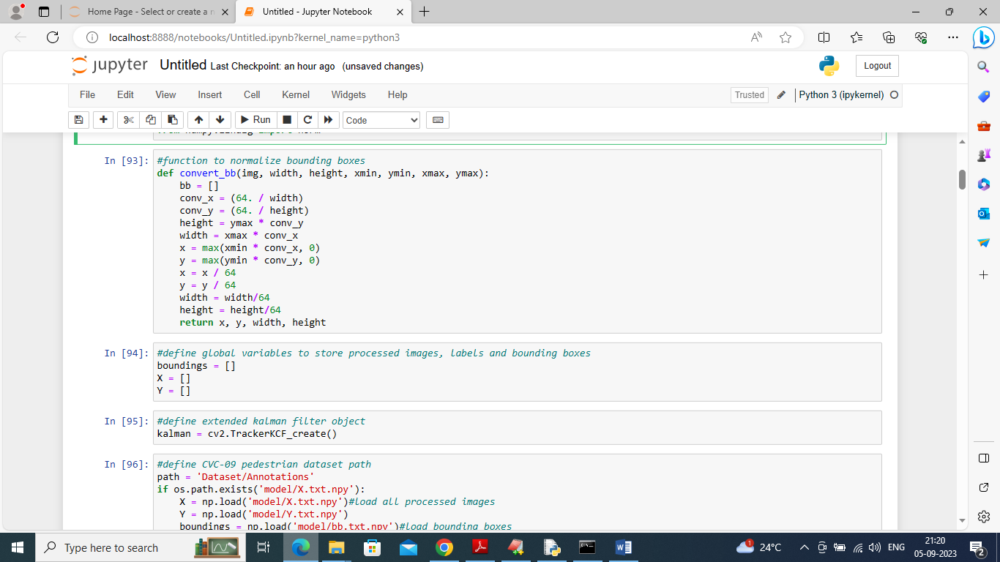 Home Page - Select or create a n
Untitled - Jupyter Notebook
localhost:8888/notebooks/Untitled.ipynb?kernel_name=python3
jupyter Untitled Last Checkpoint: an hour ago (unsaved changes)
Logout
File Edit View Insert Cell Kernel Widgets Help
Trusted
Python 3 (ipykernel)
Run
Code
In [93]:
#function to normalize bounding boxes
def convert_bb(img, width, height, xmin, ymin, xmax, ymax):
    bb = []
    conv_x = (64. / width)
    conv_y = (64. / height)
    height = ymax * conv_y
    width = xmax * conv_x
    x = max(xmin * conv_x, 0)
    y = max(ymin * conv_y, 0)
    x = x / 64
    y = y / 64
    width = width/64
    height = height/64
    return x, y, width, height
In [94]:
#define global variables to store processed images, labels and bounding boxes
boundings = []
X = []
Y = []
In [95]:
#define extended kalman filter object
kalman = cv2.TrackerKCF_create()
In [96]:
#define CVC-09 pedestrian dataset path
path = 'Dataset/Annotations'
if os.path.exists('model/X.txt.npy'):
    X = np.load('model/X.txt.npy')#load all processed images
    Y = np.load('model/Y.txt.npy')
    boundings = np.load('model/bb.txt.npy')#load bounding boxes
Type here to search
1
24°C
ENG
21:20
05-09-2023
2